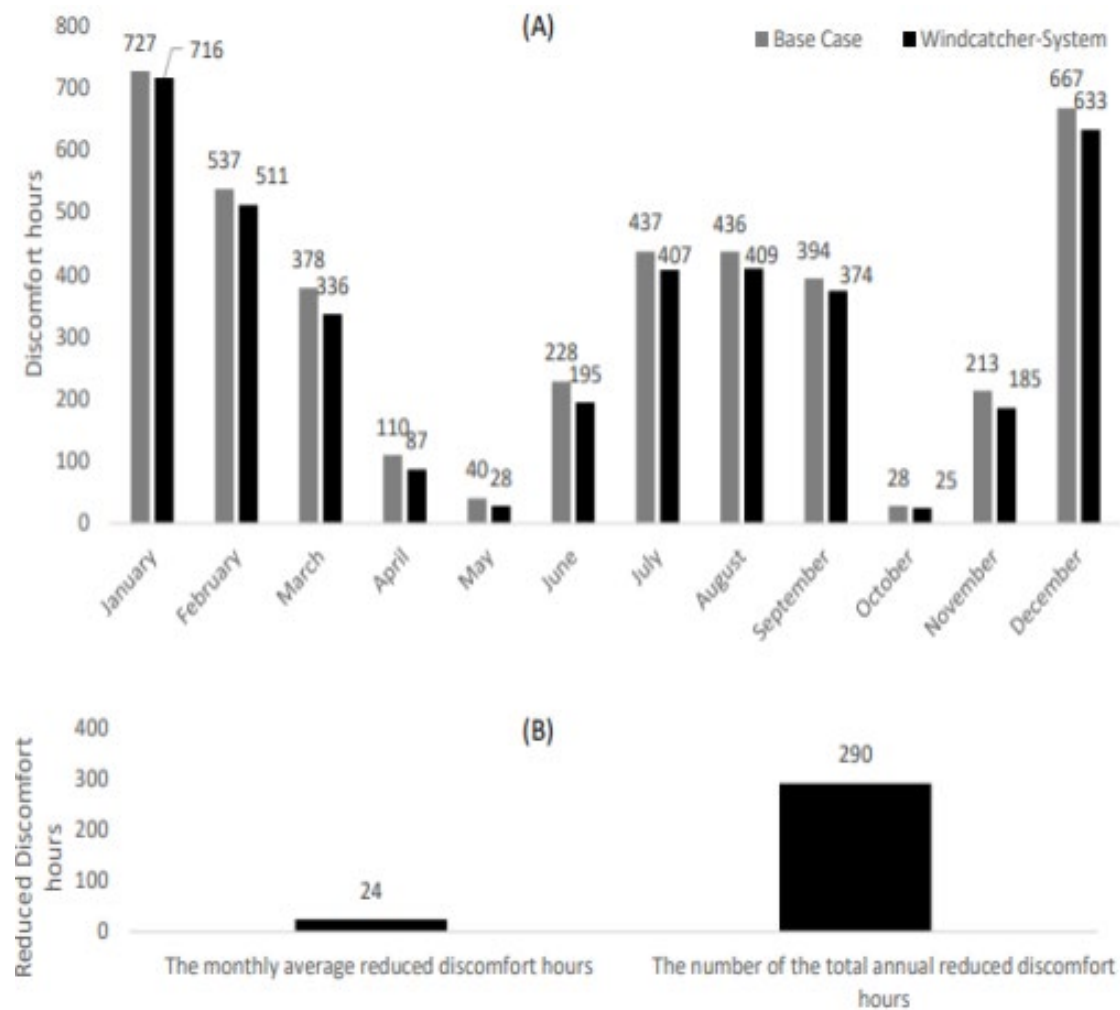 (A)
Base Case
Windcatcher-System
Discomfort hours
800
700
600
500
400
300
200
100
0
727 716
537 511
378 336
110 87
40 28
228 195
437 407
436 409
394 374
28 25
213 185
667 633
January February March April May June July August September October November December
(B)
Reduced Discomfort
hours
400
300
200
100
0
24
290
The monthly average reduced discomfort hours
The number of the total annual reduced discomfort
hours